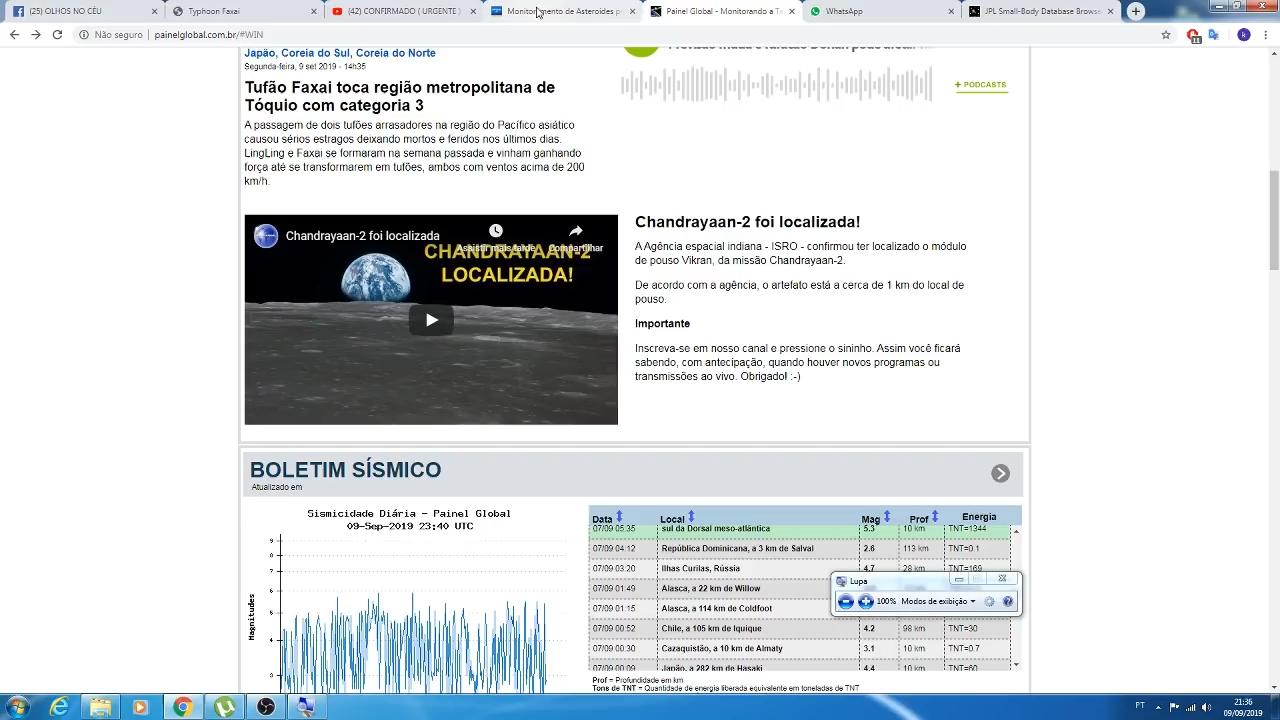 (25) OLHOS NO CÉU
Typhoon Faxai
(42) CONFIRMADO ( URGENTE )
Monitoramento de Asteroides p
Painel Global - Monitorando a T
WhatsApp
JPL Small-Body Database Browse
Não seguro
painelglobal.com.br/#WIN
11
k
Japão, Coreia do Sul, Coreia do Norte
Segunda-feira, 9 set 2019 - 14h35
Tufão Faxai toca região metropolitana de
Tóquio com categoria 3
A passagem de dois tufões arrasadores na região do Pacífico asiático
causou sérios estragos deixando mortos e feridos nos últimos dias.
LingLing e Faxai se formaram na semana passada e vinham ganhando
força até se transformarem em tufões, ambos com ventos acima de 200
km/h.
+ PODCASTS
Chandrayaan-2 foi localizada
Assistir mais tarde
Compartilhar
CHANDRAYAAN-2
LOCALIZADA!
Chandrayaan-2 foi localizada!
A Agência espacial indiana - ISRO - confirmou ter localizado o módulo
de pouso Vikran, da missão Chandrayaan-2.
De acordo com a agência, o artefato está a cerca de 1 km do local de
pouso.
Importante
Inscreva-se em nosso canal e pressione o sininho. Assim você ficará
sabendo, com antecipação, quando houver novos programas ou
transmissões ao vivo. Obrigado! :-)
BOLETIM SÍSMICO
Atualizado em
Sismicidade Diária - Painel Global
09-Sep-2019 23:40 UTC
Magnitudes
9
8
7
6
5
4
3
Data Local Mag Prof Energia
07/09 05:35 sul da Dorsal meso-atlântica 5.3 10 km TNT=1344
07/09 04:12 República Dominicana, a 3 km de Salval 2.6 113 km TNT=0.1
07/09 03:20 Ilhas Curilas, Rússia 4.7 28 km TNT=169
07/09 01:49 Alasca, a 22 km de Willow
07/09 01:15 Alasca, a 114 km de Coldfoot
07/09 00:52 Chile, a 105 km de Iquique 4.2 98 km TNT=30
07/09 00:30 Cazaquistão, a 10 km de Almaty 3.1 10 km TNT=0.7
07/09 00:09 Japão, a 282 km de Hasaki 4.4 10 km TNT=60
Prof = Profundidade em km
Tons de TNT = Quantidade de energia liberada equivalente em toneladas de TNT
Lupa
100% Modos de exibição
PT
21:36
09/09/2019